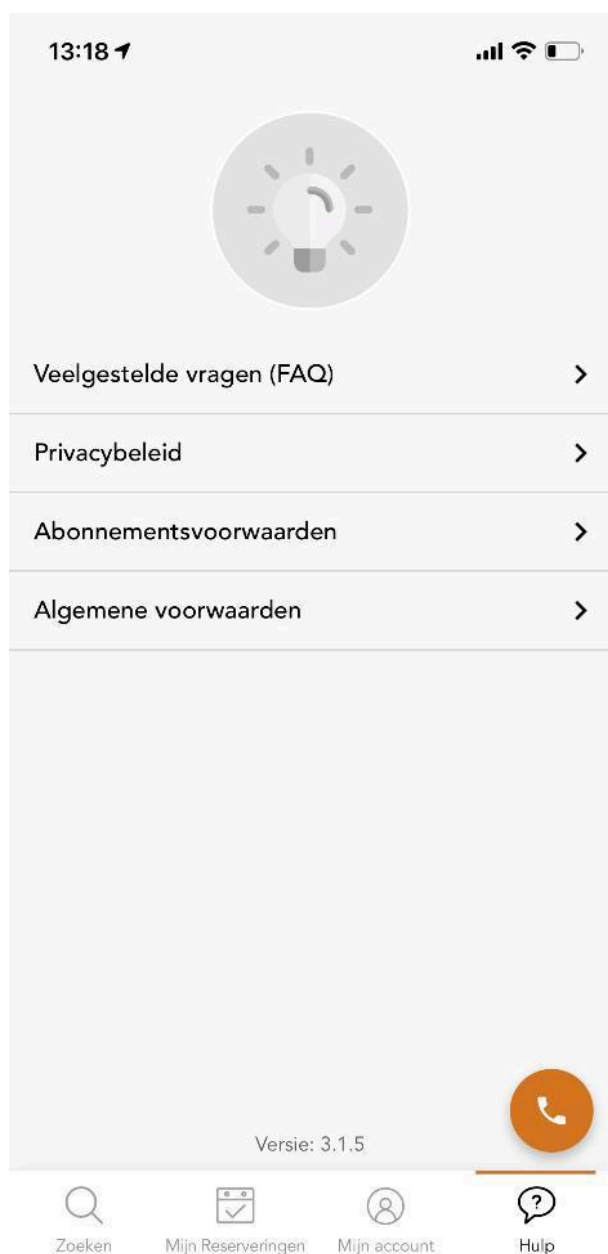 13:18
Veelgestelde vragen (FAQ)
Privacybeleid
Abonnementsvoorwaarden
Algemene voorwaarden
Versie: 3.1.5
Zoeken
Mijn Reserveringen
Mijn account
Hulp